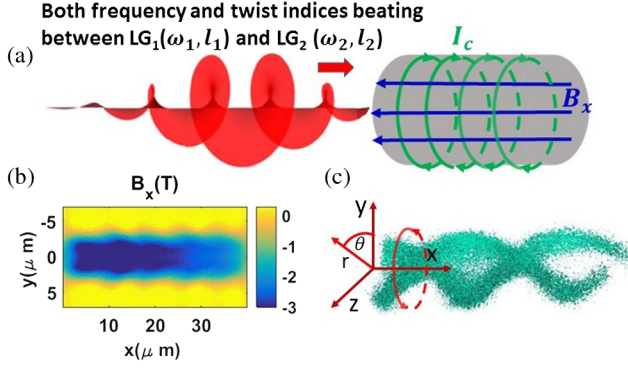 Both frequency and twist indices beating
between LG₁(ω₁, l₁) and LG₂ (ω₂, l₂)
(a)
I_c
B_x
(b)
B_x(T)
-5
0
5
y(μ m)
10
20
30
x(μ m)
0
-1
-2
-3
(c)
y
θ
r
x
z